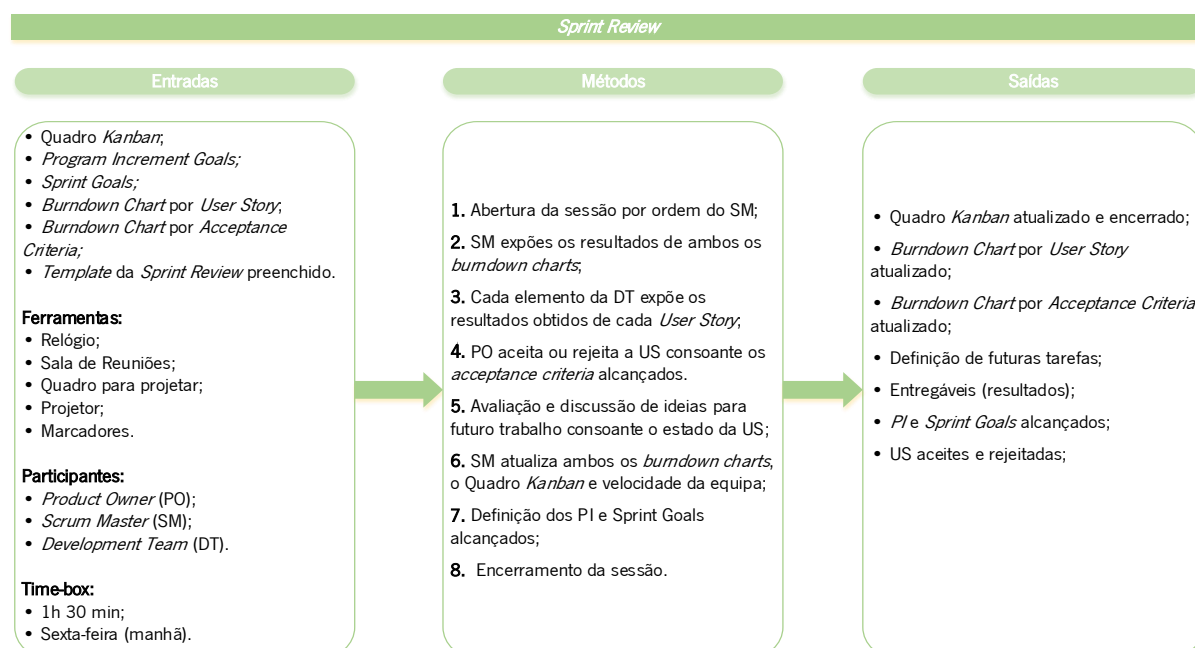 Sprint Review
Entradas
• Quadro Kanban;
• Program Increment Goals;
• Sprint Goals;
• Burndown Chart por User Story;
• Burndown Chart por Acceptance
Criteria;
• Template da Sprint Review preenchido.
Ferramentas:
• Relógio;
• Sala de Reuniões;
• Quadro para projetar;
• Projetor;
• Marcadores.
Participantes:
• Product Owner (PO);
• Scrum Master (SM);
• Development Team (DT).
Time-box:
• 1h 30 min;
• Sexta-feira (manhã).
Métodos
1. Abertura da sessão por ordem do SM;
2. SM expões os resultados de ambos os
burndown charts;
3. Cada elemento da DT expõe os
resultados obtidos de cada User Story;
4. PO aceita ou rejeita a US consoante os
acceptance criteria alcançados.
5. Avaliação e discussão de ideias para
futuro trabalho consoante o estado da US;
6. SM atualiza ambos os burndown charts,
o Quadro Kanban e velocidade da equipa;
7. Definição dos PI e Sprint Goals
alcançados;
8. Encerramento da sessão.
Saídas
• Quadro Kanban atualizado e encerrado;
• Burndown Chart por User Story
atualizado;
• Burndown Chart por Acceptance Criteria
atualizado;
• Definição de futuras tarefas;
• Entregáveis (resultados);
• PI e Sprint Goals alcançados;
• US aceites e rejeitadas;